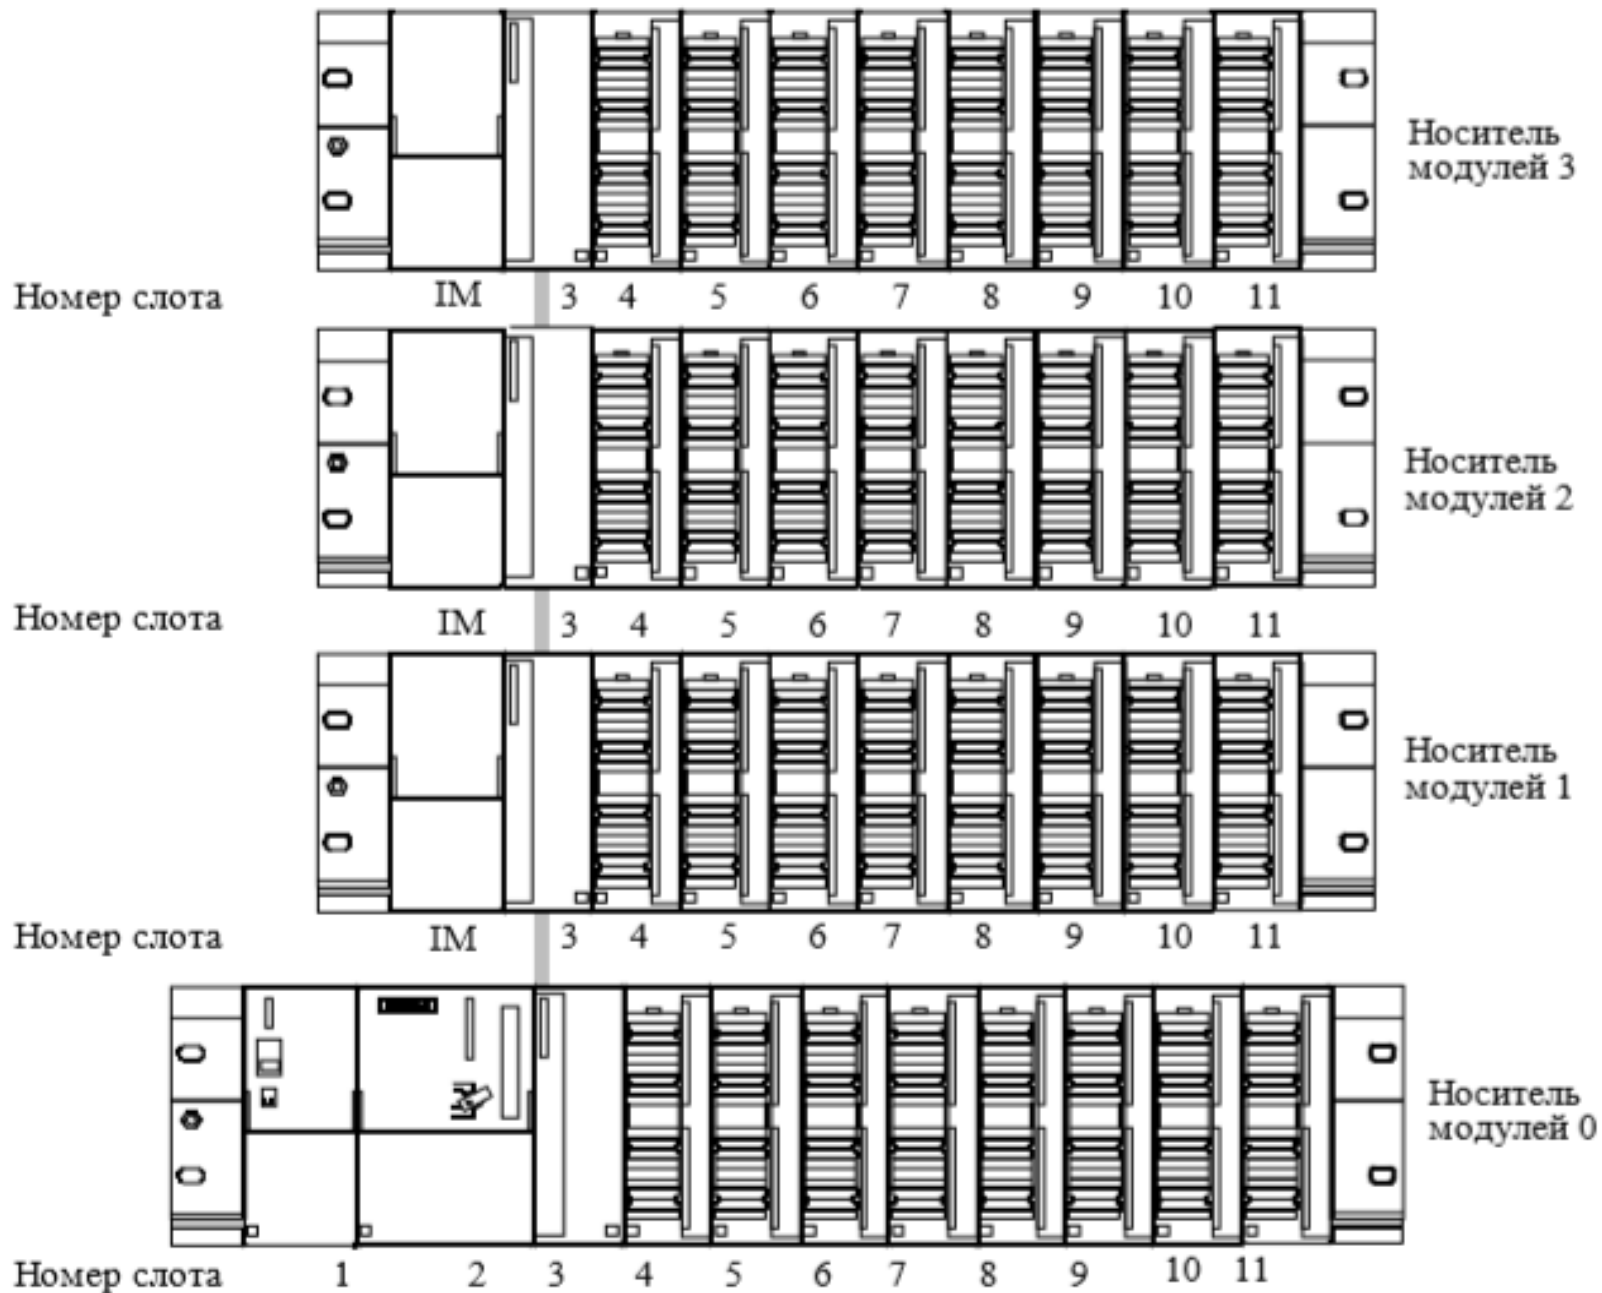 Носитель
модулей 3
Номер слота IM 3 4 5 6 7 8 9 10 11
Носитель
модулей 2
Номер слота IM 3 4 5 6 7 8 9 10 11
Носитель
модулей 1
Номер слота IM 3 4 5 6 7 8 9 10 11
Носитель
модулей 0
Номер слота 1 2 3 4 5 6 7 8 9 10 11